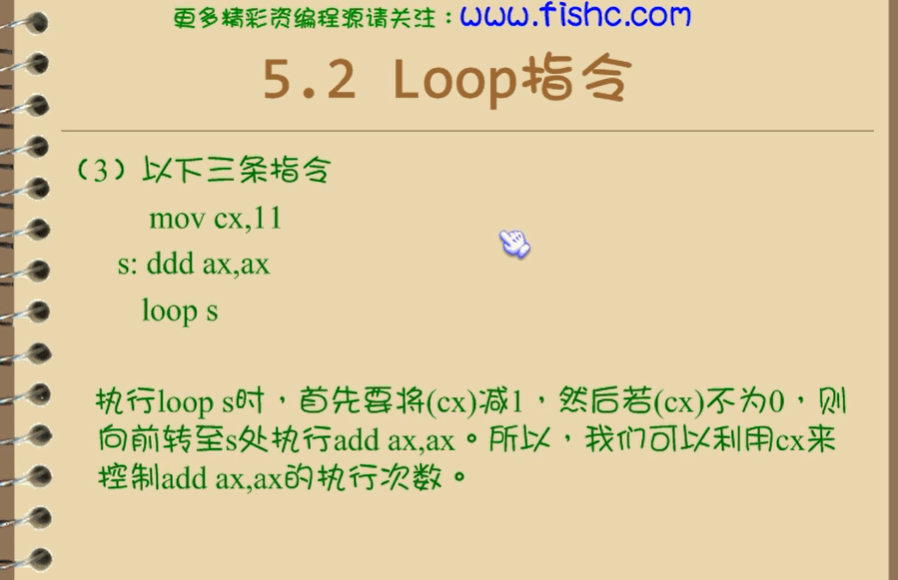 更多精彩资编程源请关注：www.fishc.com
5.2 Loop指令
（3）以下三条指令
mov cx,11
s: ddd ax,ax
loop s
执行loop s时，首先要将(cx)减1，然后若(cx)不为0，则
向前转至s处执行add ax,ax。所以，我们可以利用cx来
控制add ax,ax的执行次数。